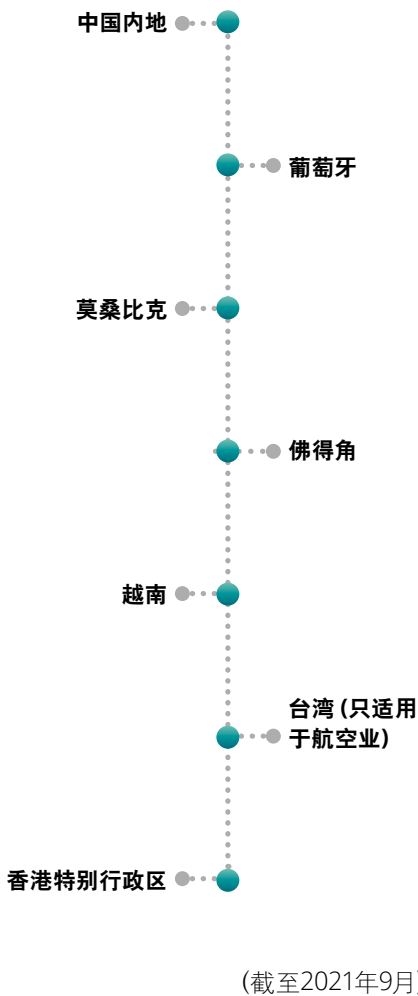 中国内地
葡萄牙
莫桑比克
佛得角
越南
台湾 (只适用
于航空业)
香港特别行政区
(截至2021年9月)